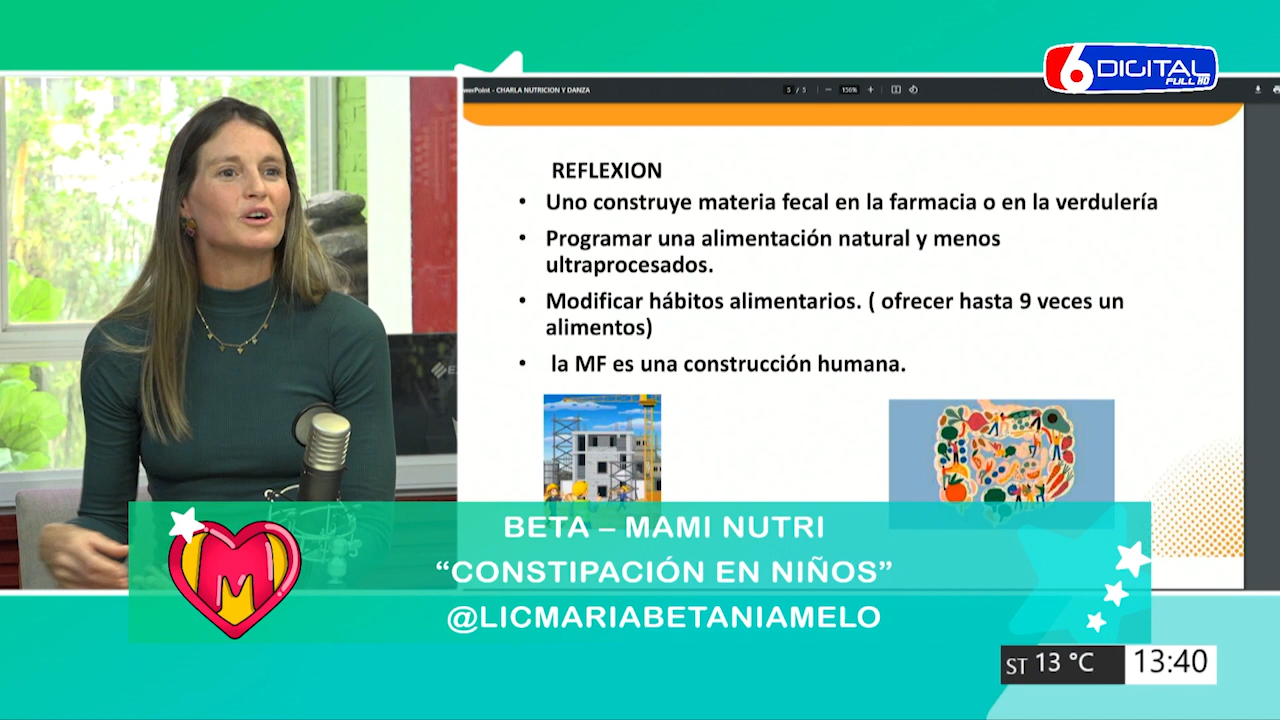 6 DIGITAL
FULL HD
werPoint - CHARLA NUTRICION Y DANZA
5 / 5
156%
REFLEXION
• Uno construye materia fecal en la farmacia o en la verdulería
• Programar una alimentación natural y menos
ultraprocesados.
• Modificar hábitos alimentarios. ( ofrecer hasta 9 veces un
alimentos)
• la MF es una construcción humana.
M
BETA – MAMI NUTRI
“CONSTIPACIÓN EN NIÑOS”
@LICMARIABETANIAMELO
ST 13 °C 13:40